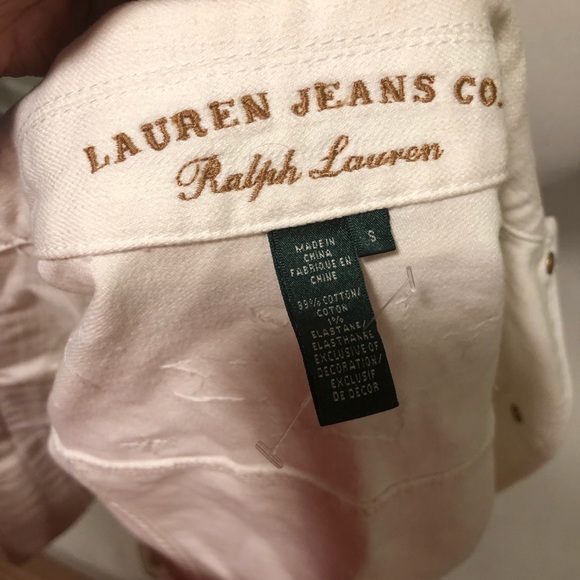 LAUREN JEANS CO.
Ralph Lauren
S
MADE IN
CHINA
FABRIQUE EN
CHINE
99% COTTON/
COTON
1%
ELASTANE/
ELASTHANNE
EXCLUSIVE OF
DECORATION/
EXCLUSIF
DE DÉCOR